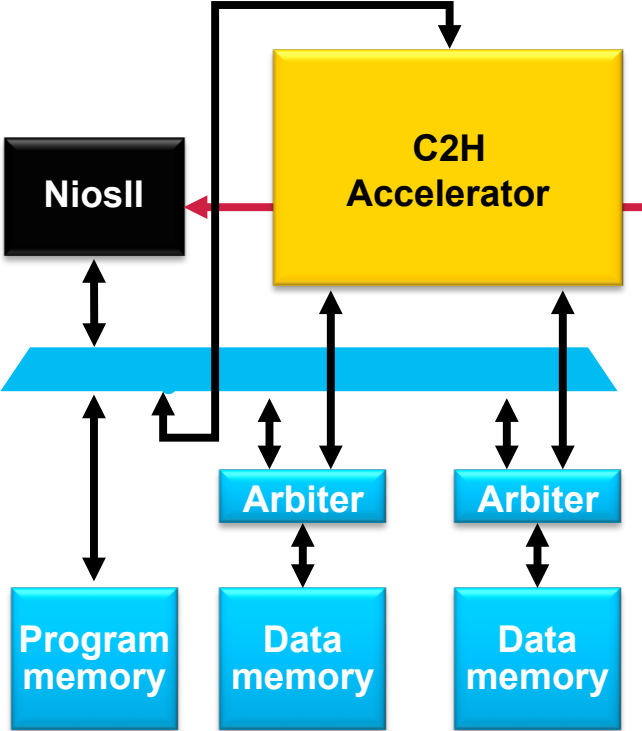 C2H
Accelerator
NiosII
Arbiter
Arbiter
Program
memory
Data
memory
Data
memory